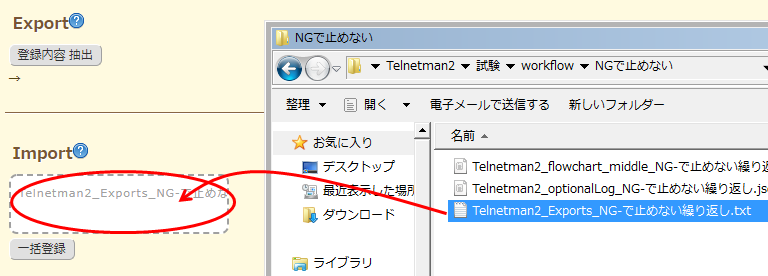 Export
登録内容 抽出
→
Import
Telnetman2_Exports_NG-で止めな
一括登録
NGで止めない
Telnetman2 試験 workflow NGで止めない
整理 開く 電子メールで送信する 新しいフォルダー
お気に入り
デスクトップ
最近表示した場所
ダウンロード
ライブラリ
名前
Telnetman2_flowchart_middle_NG-で止めない繰り返
Telnetman2_optionalLog_NG-で止めない繰り返し.js
Telnetman2_Exports_NG-で止めない繰り返し.txt